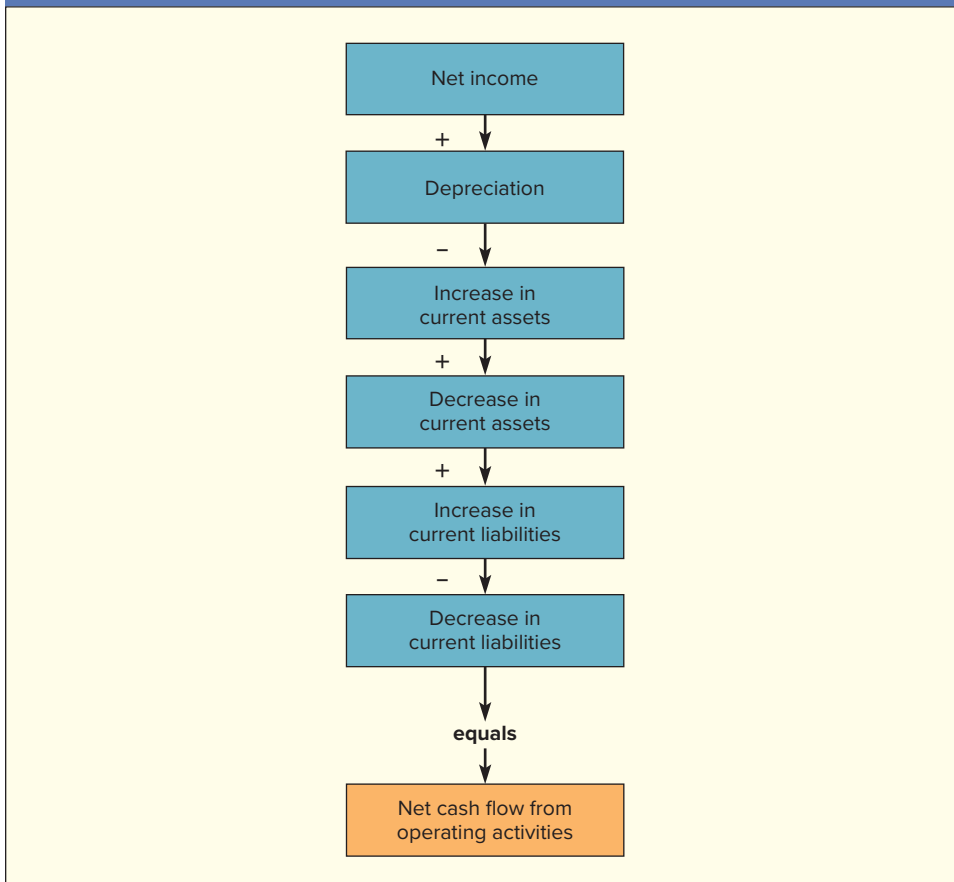 Net income
+
Depreciation
–
Increase in
current assets
+
Decrease in
current assets
+
Increase in
current liabilities
–
Decrease in
current liabilities
equals
Net cash flow from
operating activities